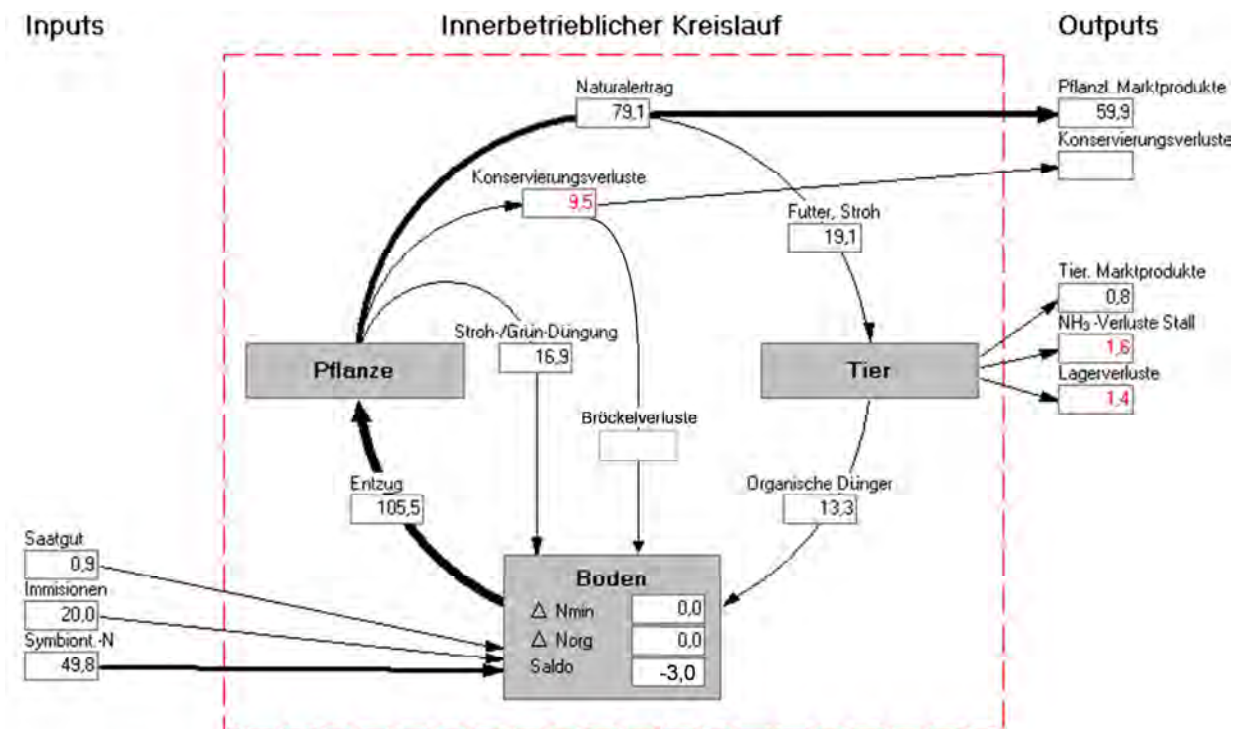 Inputs
Innerbetrieblicher Kreislauf
Outputs
Naturalertrag
79,1
Pflanzl. Marktprodukte
59,9
Konservierungsverluste
Konservierungsverluste
9,5
Futter, Stroh
19,1
Tier. Marktprodukte
0,8
NH₃-Verluste Stall
1,6
Lagerverluste
1,4
Stroh-/Grün-Düngung
16,9
Pflanze
Tier
Bröckelverluste
Entzug
105,5
Organische Dünger
13,3
Saatgut
0,9
Immisionen
20,0
Symbiont.-N
49,8
Boden
Δ Nmin 0,0
Δ Norg 0,0
Saldo -3,0